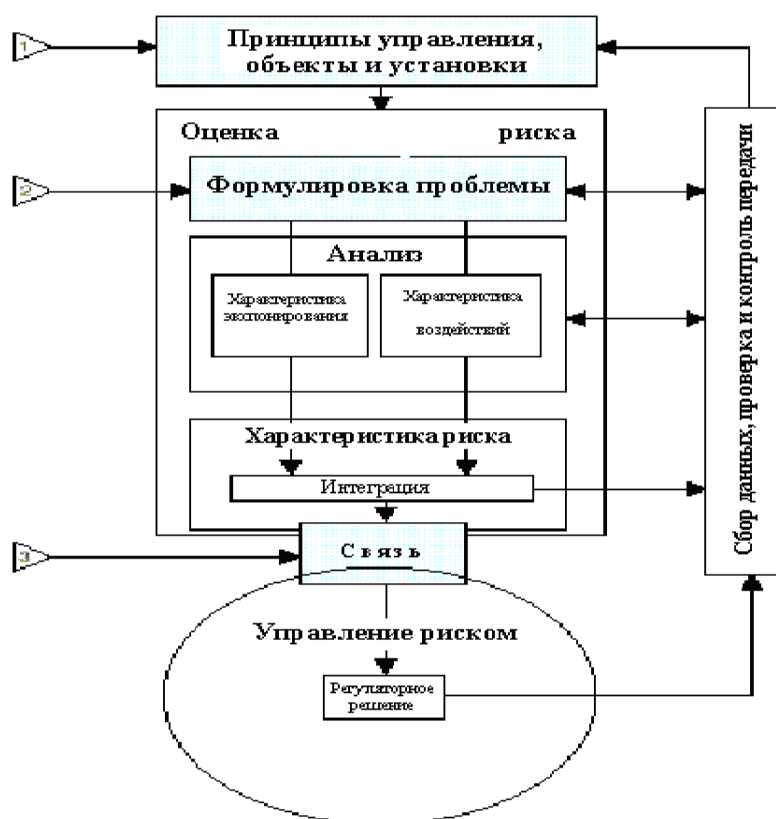 1
Принципы управления,
объекты и установки
Оценка риска
2
Формулировка проблемы
Анализ
Характеристика
экспонирования
Характеристика
воздействий
Характеристика риска
Интеграция
3
Связь
Управление риском
Регуляторное
решение
Сбор данных, проверка и контроль передачи